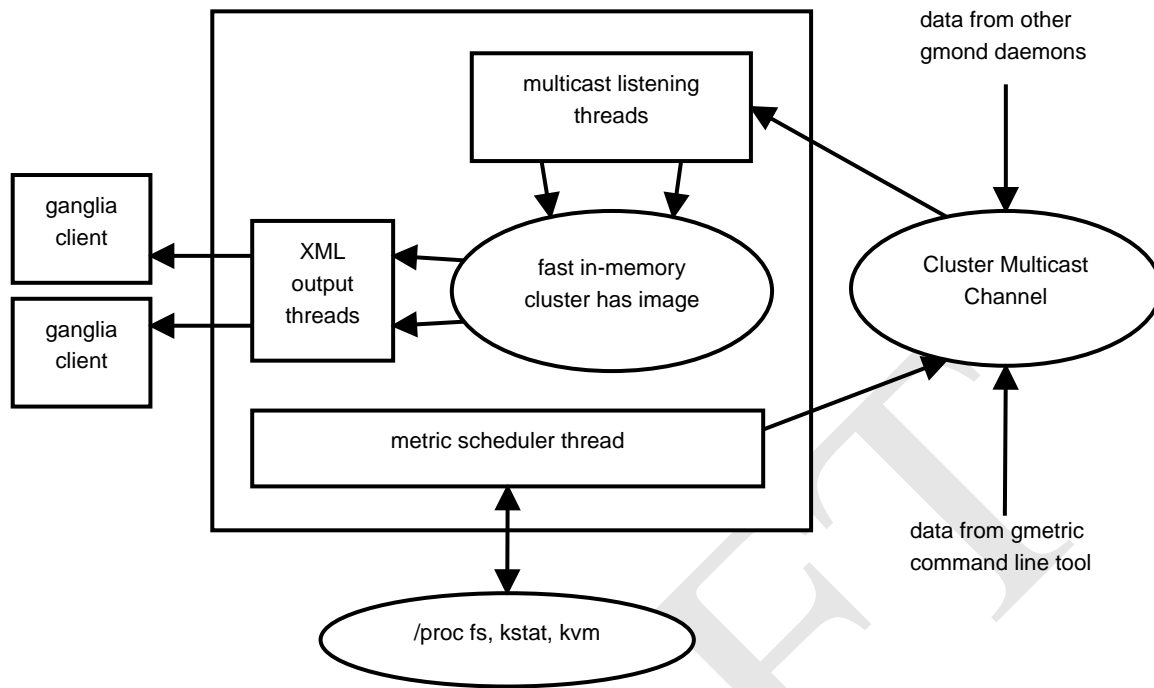 data from other
gmond daemons
multicast listening
threads
ganglia
client
XML
output
threads
fast in-memory
cluster has image
Cluster Multicast
Channel
ganglia
client
metric scheduler thread
data from gmetric
command line tool
/proc fs, kstat, kvm
FT